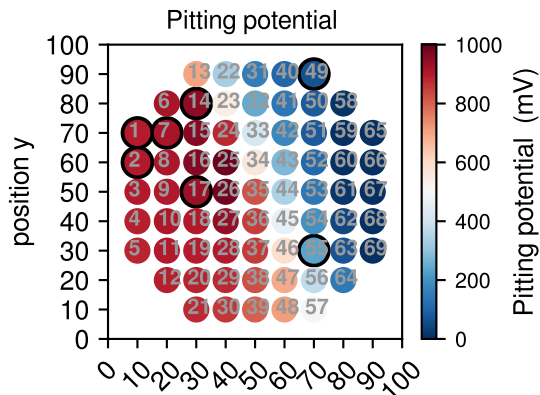 Pitting potential
100
90
80
70
60
50
40
30
20
10
0
position y
13 22 31 40 49
6 14 23 32 41 50 58
1 7 15 24 33 42 51 59 65
2 8 16 25 34 43 52 60 66
3 9 17 26 35 44 53 61 67
4 10 18 27 36 45 54 62 68
5 11 19 28 37 46 55 63 69
12 20 29 38 47 56 64
21 30 39 48 57
0 10 20 30 40 50 60 70 80 90 100
1000
800
600
400
200
0
Pitting potential (mV)